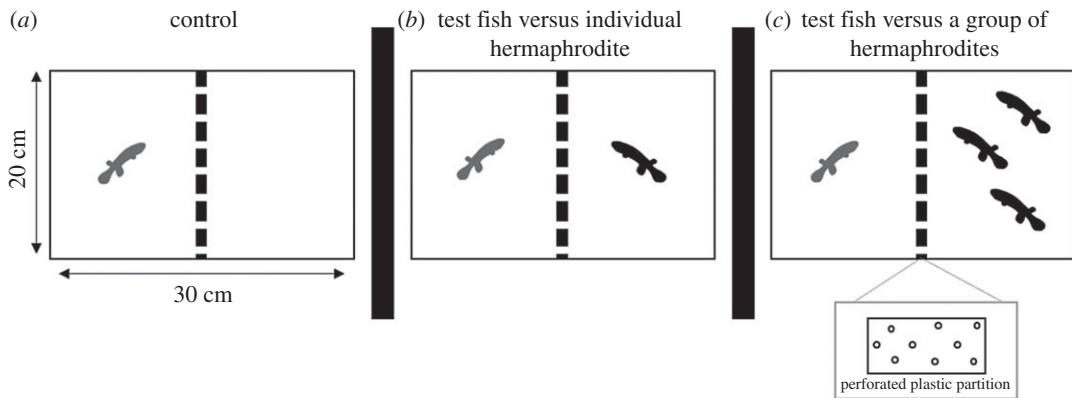 (a) control
(b) test fish versus individual
hermaphrodite
(c) test fish versus a group of
hermaphrodites
20 cm
30 cm
perforated plastic partition